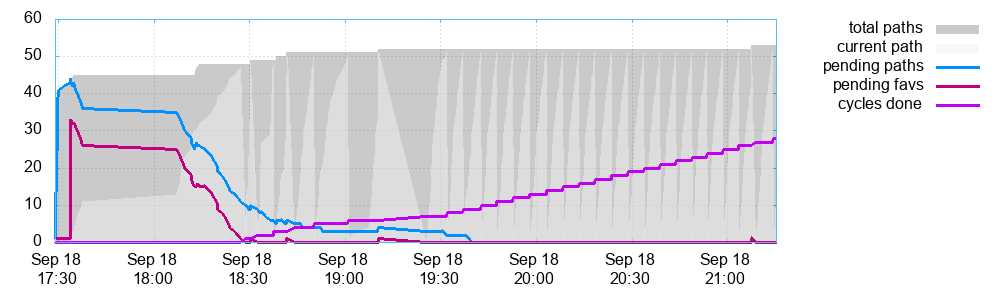 60
50
40
30
20
10
0
Sep 18 Sep 18 Sep 18 Sep 18 Sep 18 Sep 18 Sep 18 Sep 18
17:30 18:00 18:30 19:00 19:30 20:00 20:30 21:00
total paths
current path
pending paths
pending favs
cycles done